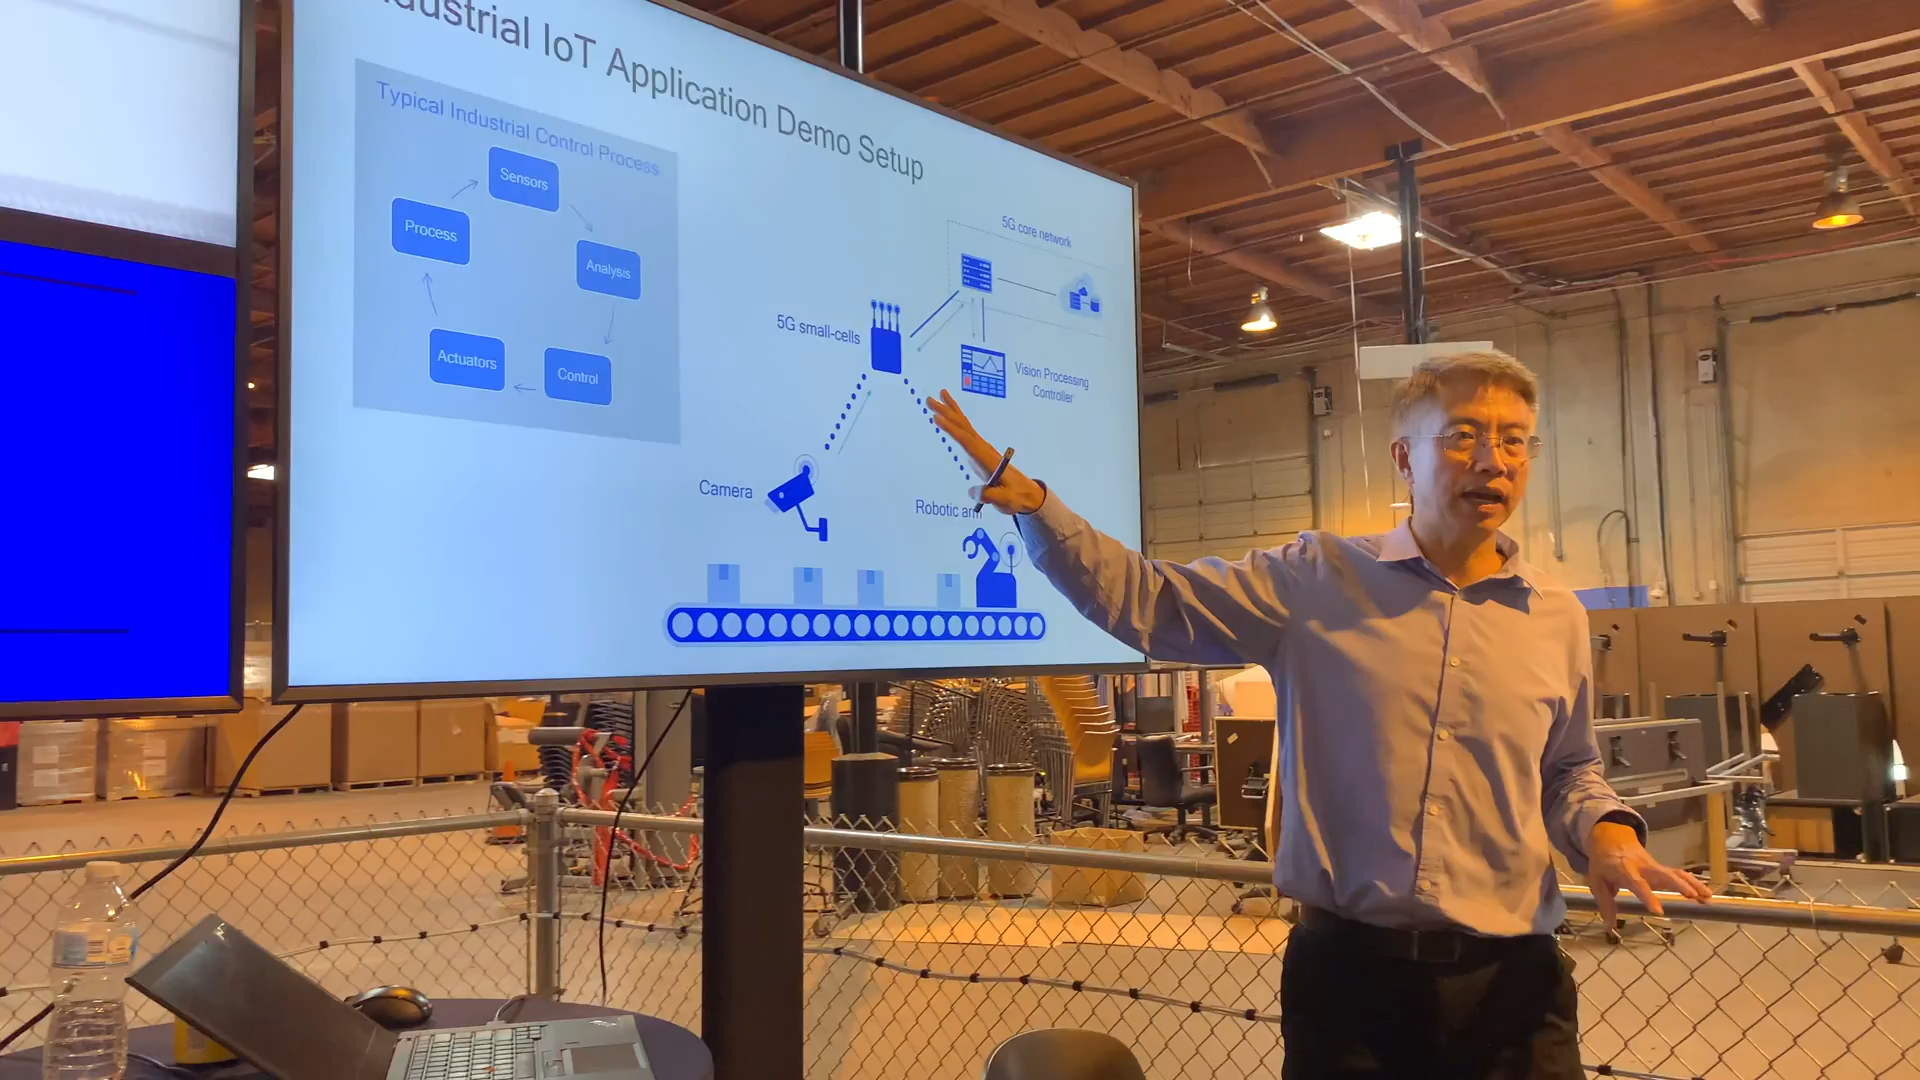 dustrial IoT Application Demo Setup
Typical Industrial Control Process
Sensors
Process
Analysis
Actuators
Control
5G core network
5G small-cells
Vision Processing
Controller
Camera
Robotic arm